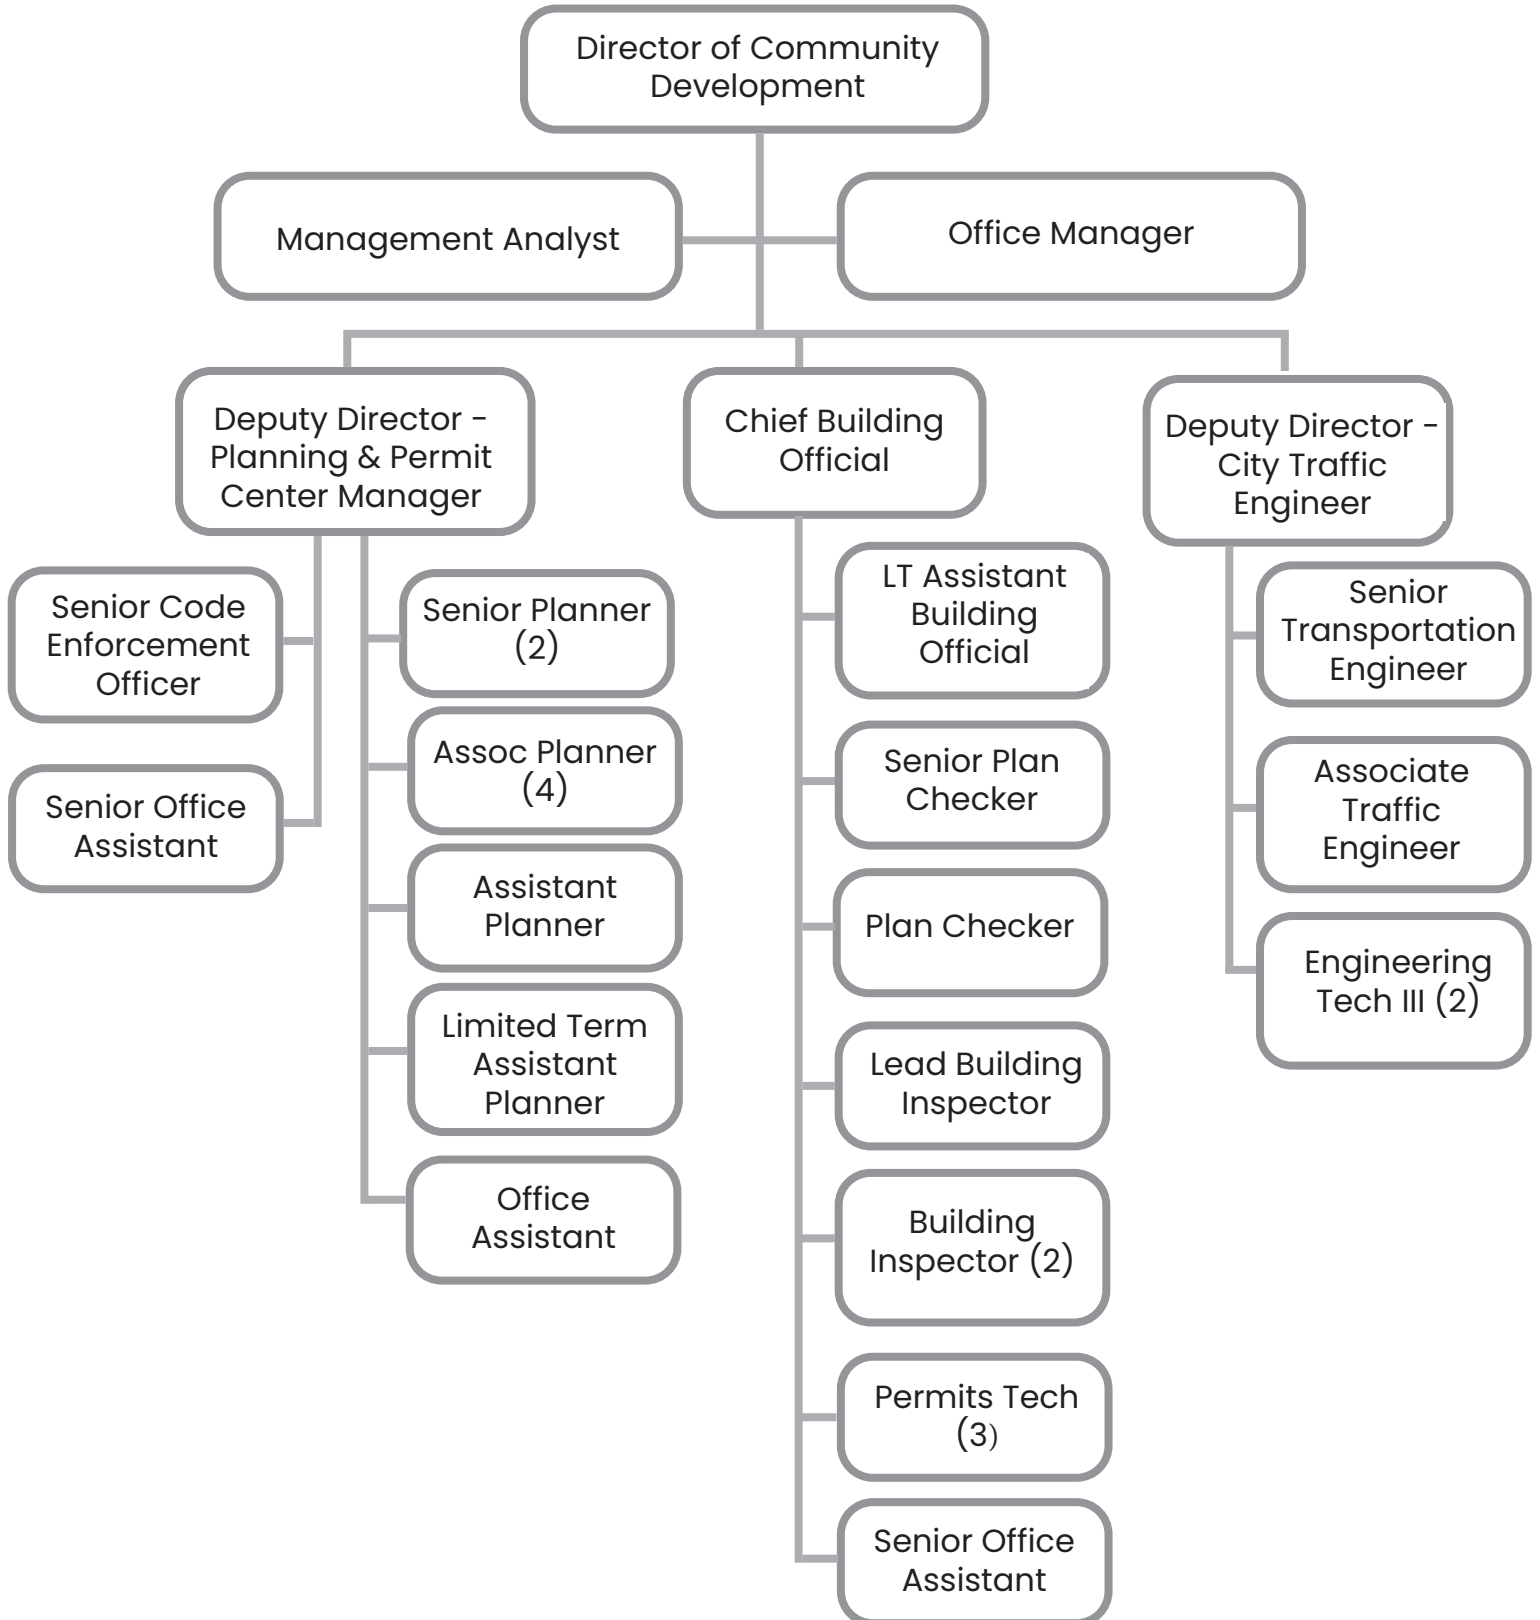 Director of Community
Development
Management Analyst
Office Manager
Deputy Director -
Planning & Permit
Center Manager
Chief Building
Official
Deputy Director -
City Traffic
Engineer
Senior Code
Enforcement
Officer
Senior Office
Assistant
Senior Planner
(2)
Assoc Planner
(4)
Assistant
Planner
Limited Term
Assistant
Planner
Office
Assistant
LT Assistant
Building
Official
Senior Plan
Checker
Plan Checker
Lead Building
Inspector
Building
Inspector (2)
Permits Tech
(3)
Senior Office
Assistant
Senior
Transportation
Engineer
Associate
Traffic
Engineer
Engineering
Tech III (2)